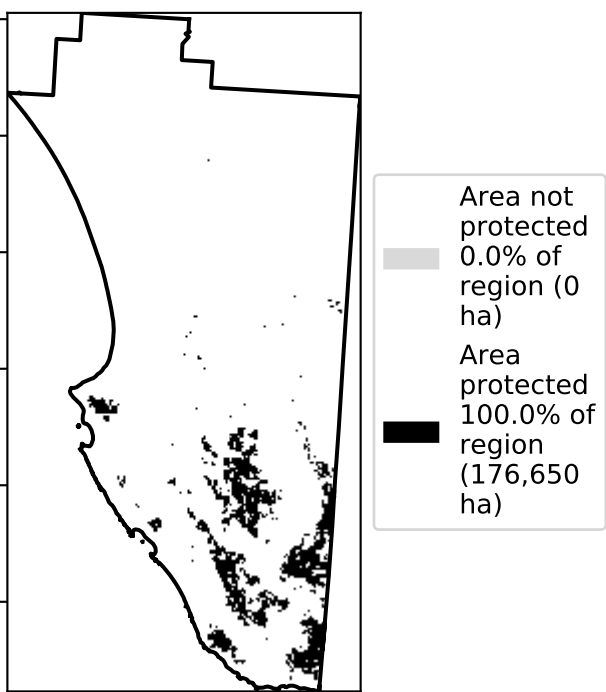 Area not
protected
0.0% of
region (0
ha)
Area
protected
100.0% of
region
(176,650
ha)